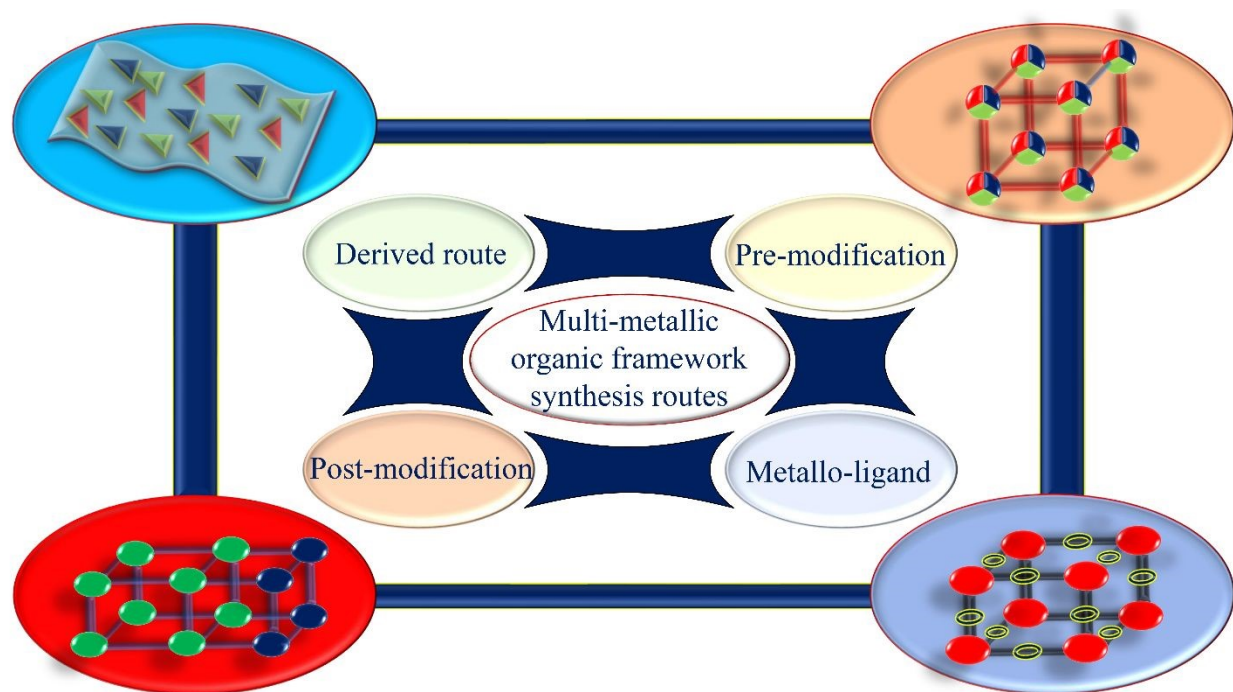 Derived route
Pre-modification
Multi-metallic
organic framework
synthesis routes
Post-modification
Metallo-ligand